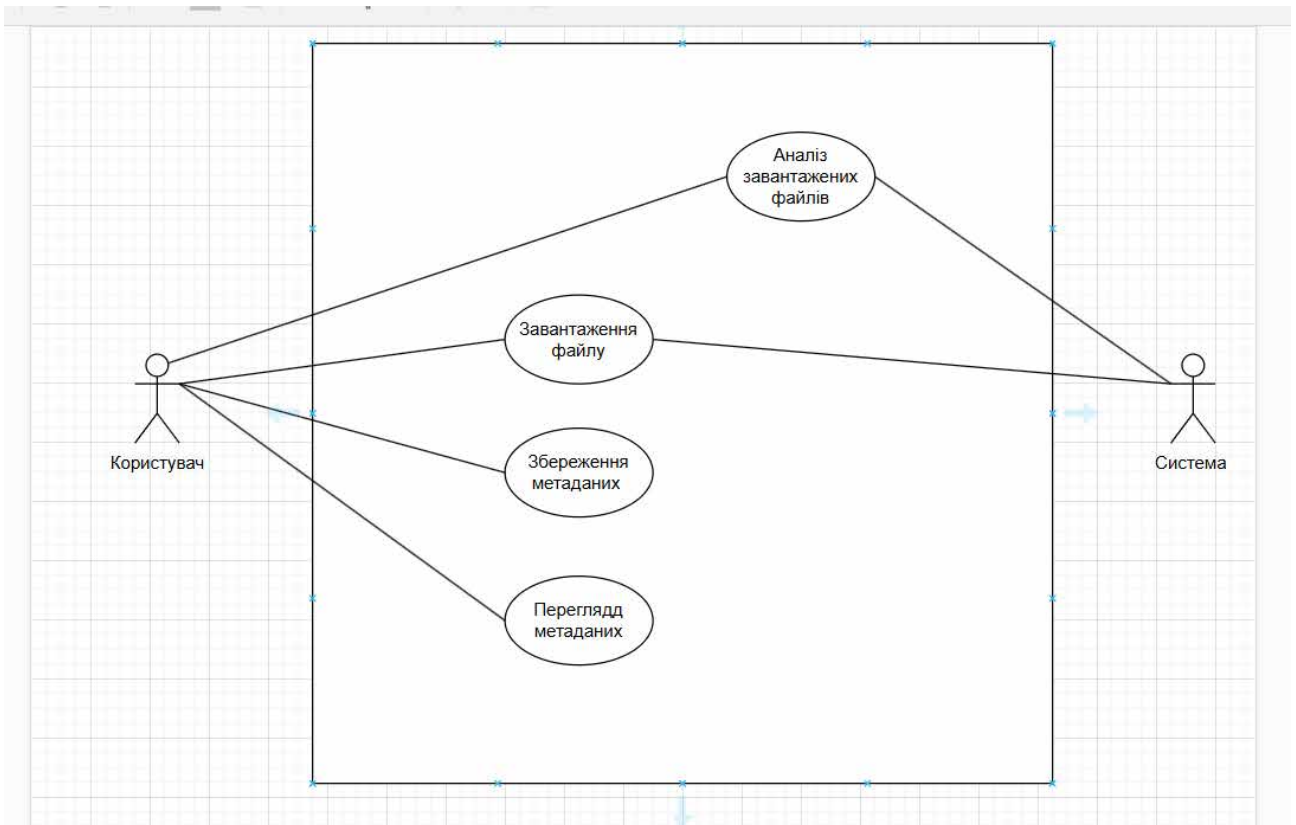 Аналіз
завантажених
файлів
Завантаження
файлу
Користувач
Система
Збереження
метаданих
Переглядд
метаданих